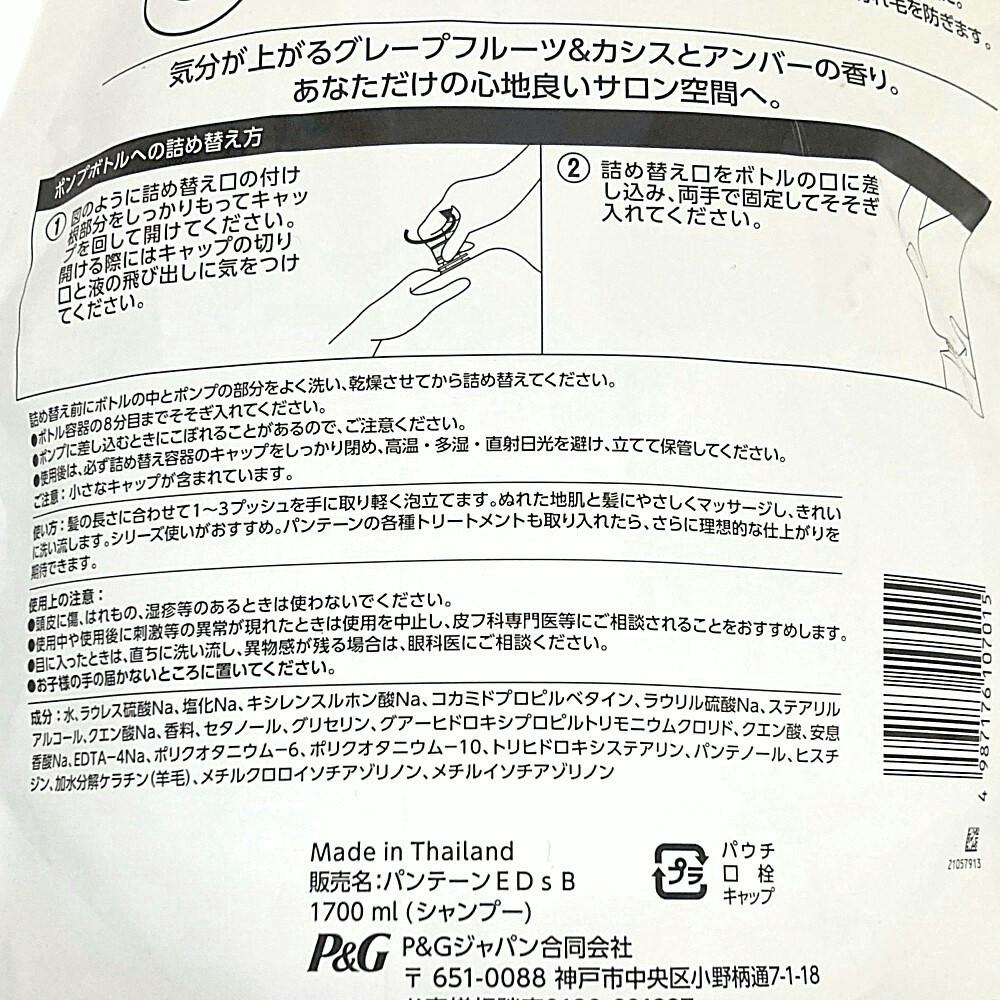 れ毛を防ぎます。
気分が上がるグレープフルーツ&カシスとアンバーの香り。
あなただけの心地良いサロン空間へ。
ポンプボトルへの詰め替え方
① 図のように詰め替え口の付け
根部分をしっかりもってキャッ
プを回して開けてください。
開ける際にはキャップの切り
口と液の飛び出しに気をつけ
てください。
② 詰め替え口をボトルの口に差
し込み、両手で固定してそそぎ
入れてください。
詰め替え前にボトルの中とポンプの部分をよく洗い、乾燥させてから詰め替えてください。
●ボトル容器の8分目までそそぎ入れてください。
●ポンプに差し込むときにこぼれることがあるので、ご注意ください。
●使用後は、必ず詰め替え容器のキャップをしっかり閉め、高温・多湿・直射日光を避け、立てて保管してください。
ご注意：小さなキャップが含まれています。
使い方：髪の長さに合わせて1〜3プッシュを手に取り軽く泡立てます。ぬれた地肌と髪にやさしくマッサージし、きれい
に洗い流します。シリーズ使いがおすすめ。パンテーンの各種トリートメントも取り入れたら、さらに理想的な仕上がりを
期待できます。
使用上の注意：
●頭皮に傷、はれもの、湿疹等のあるときは使わないでください。
●使用中や使用後に刺激等の異常が現れたときは使用を中止し、皮フ科専門医等にご相談されることをおすすめします。
●目に入ったときは、直ちに洗い流し、異物感が残る場合は、眼科医にご相談ください。
●お子様の手の届かないところに置いてください。
成分：水、ラウレス硫酸Na、塩化Na、キシレンスルホン酸Na、コカミドプロピルベタイン、ラウリル硫酸Na、ステアリル
アルコール、クエン酸Na、香料、セタノール、グリセリン、グアーヒドロキシプロピルトリモニウムクロリド、クエン酸、安息
香酸Na、EDTA−4Na、ポリクオタニウム−6、ポリクオタニウム−10、トリヒドロキシステアリン、パンテノール、ヒスチ
ジン、加水分解ケラチン(羊毛)、メチルクロロイソチアゾリノン、メチルイソチアゾリノン
4 987176 107015
21057913
Made in Thailand
販売名：パンテーンＥＤｓＢ
1700 ml (シャンプー)
プラ
パウチ
口 栓
キャップ
P&G P&Gジャパン合同会社
〒 651-0088 神戸市中央区小野柄通7-1-18